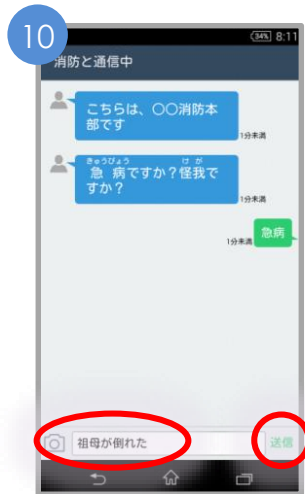 10
34% 8:11
消防と通信中
こちらは、〇〇消防本
部です
1分未満
きゅうびょう けが
急病ですか？怪我で
すか？
1分未満
急病
1分未満
祖母が倒れた
送信